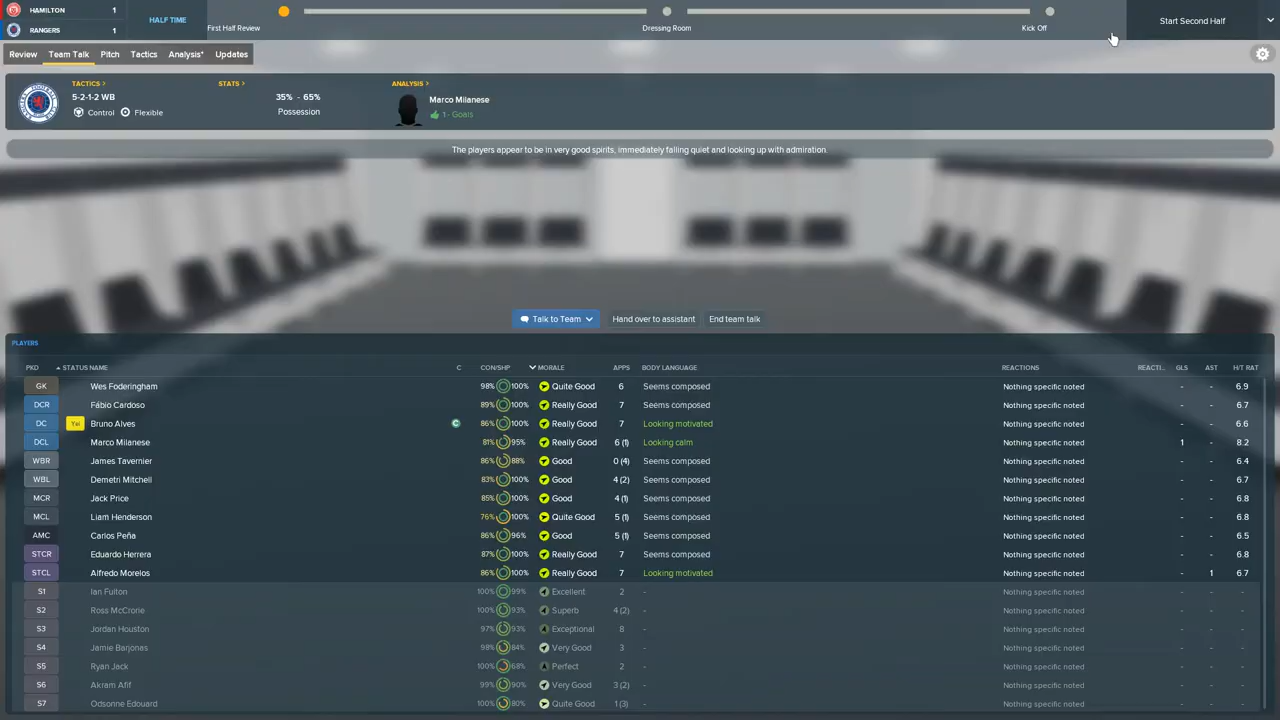 HAMILTON 1
RANGERS 1
HALF TIME
First Half Review Dressing Room Kick Off
Start Second Half
Review Team Talk Pitch Tactics Analysis* Updates
TACTICS > STATS > ANALYSIS >
5-2-1-2 WB 35% - 65% Marco Milanese
Control Flexible Possession 1 - Goals
The players appear to be in very good spirits, immediately falling quiet and looking up with admiration.
Talk to Team Hand over to assistant End team talk
PLAYERS
PKD STATUS NAME C CON/SHP MORALE APPS BODY LANGUAGE REACTIONS REACTI... GLS AST H/T RAT
GK Wes Foderingham 98% 100% Quite Good 6 Seems composed Nothing specific noted - - 6.9
DCR Fábio Cardoso 89% 100% Really Good 7 Seems composed Nothing specific noted - - 6.7
DC Yel Bruno Alves C 86% 100% Really Good 7 Looking motivated Nothing specific noted - - 6.6
DCL Marco Milanese 81% 95% Really Good 6 (1) Looking calm Nothing specific noted 1 - 8.2
WBR James Tavernier 86% 88% Good 0 (4) Seems composed Nothing specific noted - - 6.4
WBL Demetri Mitchell 83% 100% Good 4 (2) Seems composed Nothing specific noted - - 6.7
MCR Jack Price 85% 100% Good 4 (1) Seems composed Nothing specific noted - - 6.8
MCL Liam Henderson 76% 100% Quite Good 5 (1) Seems composed Nothing specific noted - - 6.8
AMC Carlos Peña 86% 96% Good 5 (1) Seems composed Nothing specific noted - - 6.5
STCR Eduardo Herrera 87% 100% Really Good 7 Seems composed Nothing specific noted - - 6.8
STCL Alfredo Morelos 86% 100% Really Good 7 Looking motivated Nothing specific noted - 1 6.7
S1 Ian Fulton 100% 99% Excellent 2 - Nothing specific noted - - -
S2 Ross McCrorie 100% 93% Superb 4 (2) - Nothing specific noted - - -
S3 Jordan Houston 97% 93% Exceptional 8 - Nothing specific noted - - -
S4 Jamie Barjonas 98% 84% Very Good 3 - Nothing specific noted - - -
S5 Ryan Jack 100% 68% Perfect 2 - Nothing specific noted - - -
S6 Akram Afif 99% 90% Very Good 3 (2) - Nothing specific noted - - -
S7 Odsonne Edouard 100% 80% Quite Good 1 (3) - Nothing specific noted - - -